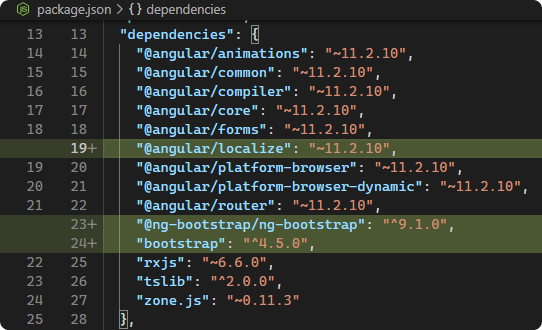 package.json > {} dependencies
13 13 "dependencies": {
14 14 "@angular/animations": "~11.2.10",
15 15 "@angular/common": "~11.2.10",
16 16 "@angular/compiler": "~11.2.10",
17 17 "@angular/core": "~11.2.10",
18 18 "@angular/forms": "~11.2.10",
19+ "@angular/localize": "~11.2.10",
19 20 "@angular/platform-browser": "~11.2.10",
20 21 "@angular/platform-browser-dynamic": "~11.2.10",
21 22 "@angular/router": "~11.2.10",
23+ "@ng-bootstrap/ng-bootstrap": "^9.1.0",
24+ "bootstrap": "^4.5.0",
22 25 "rxjs": "~6.6.0",
23 26 "tslib": "^2.0.0",
24 27 "zone.js": "~0.11.3"
25 28 },